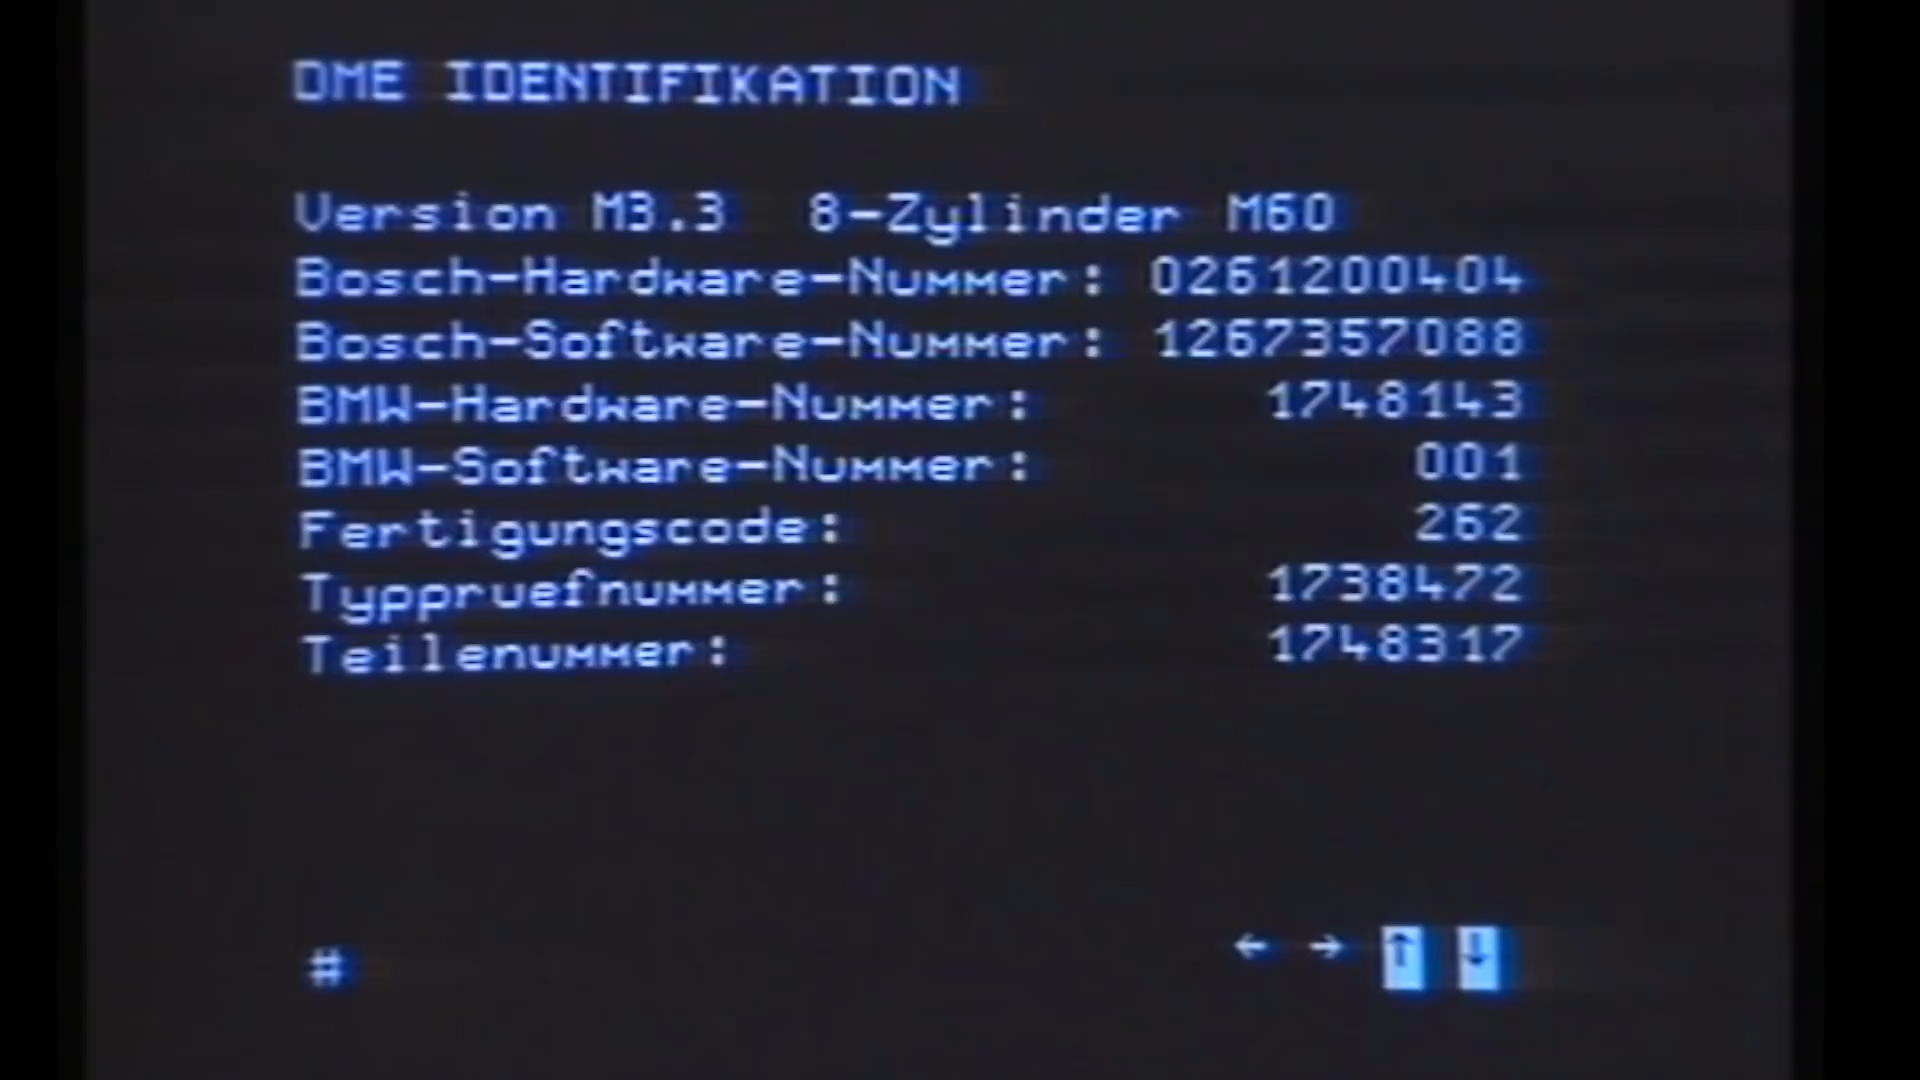 DME IDENTIFIKATION
Version M3.3 8-Zylinder M60
Bosch-Hardware-Nummer: 0261200404
Bosch-Software-Nummer: 1267357088
BMW-Hardware-Nummer: 1748143
BMW-Software-Nummer: 001
Fertigungscode: 262
Typpruefnummer: 1738472
Teilenummer: 1748317
# ← → ↑ ↓